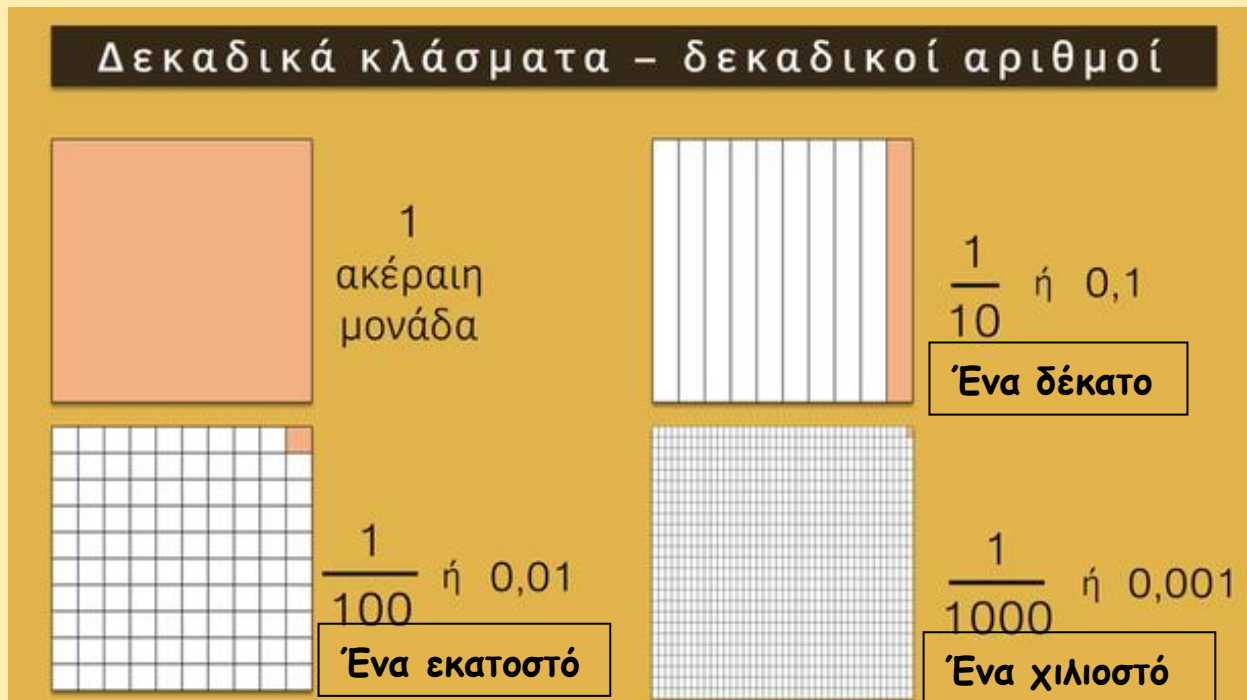 Δεκαδικά κλάσματα – δεκαδικοί αριθμοί
1
ακέραιη
μονάδα
1
10
ή 0,1
Ένα δέκατο
1
100
ή 0,01
Ένα εκατοστό
1
1000
ή 0,001
Ένα χιλιοστό